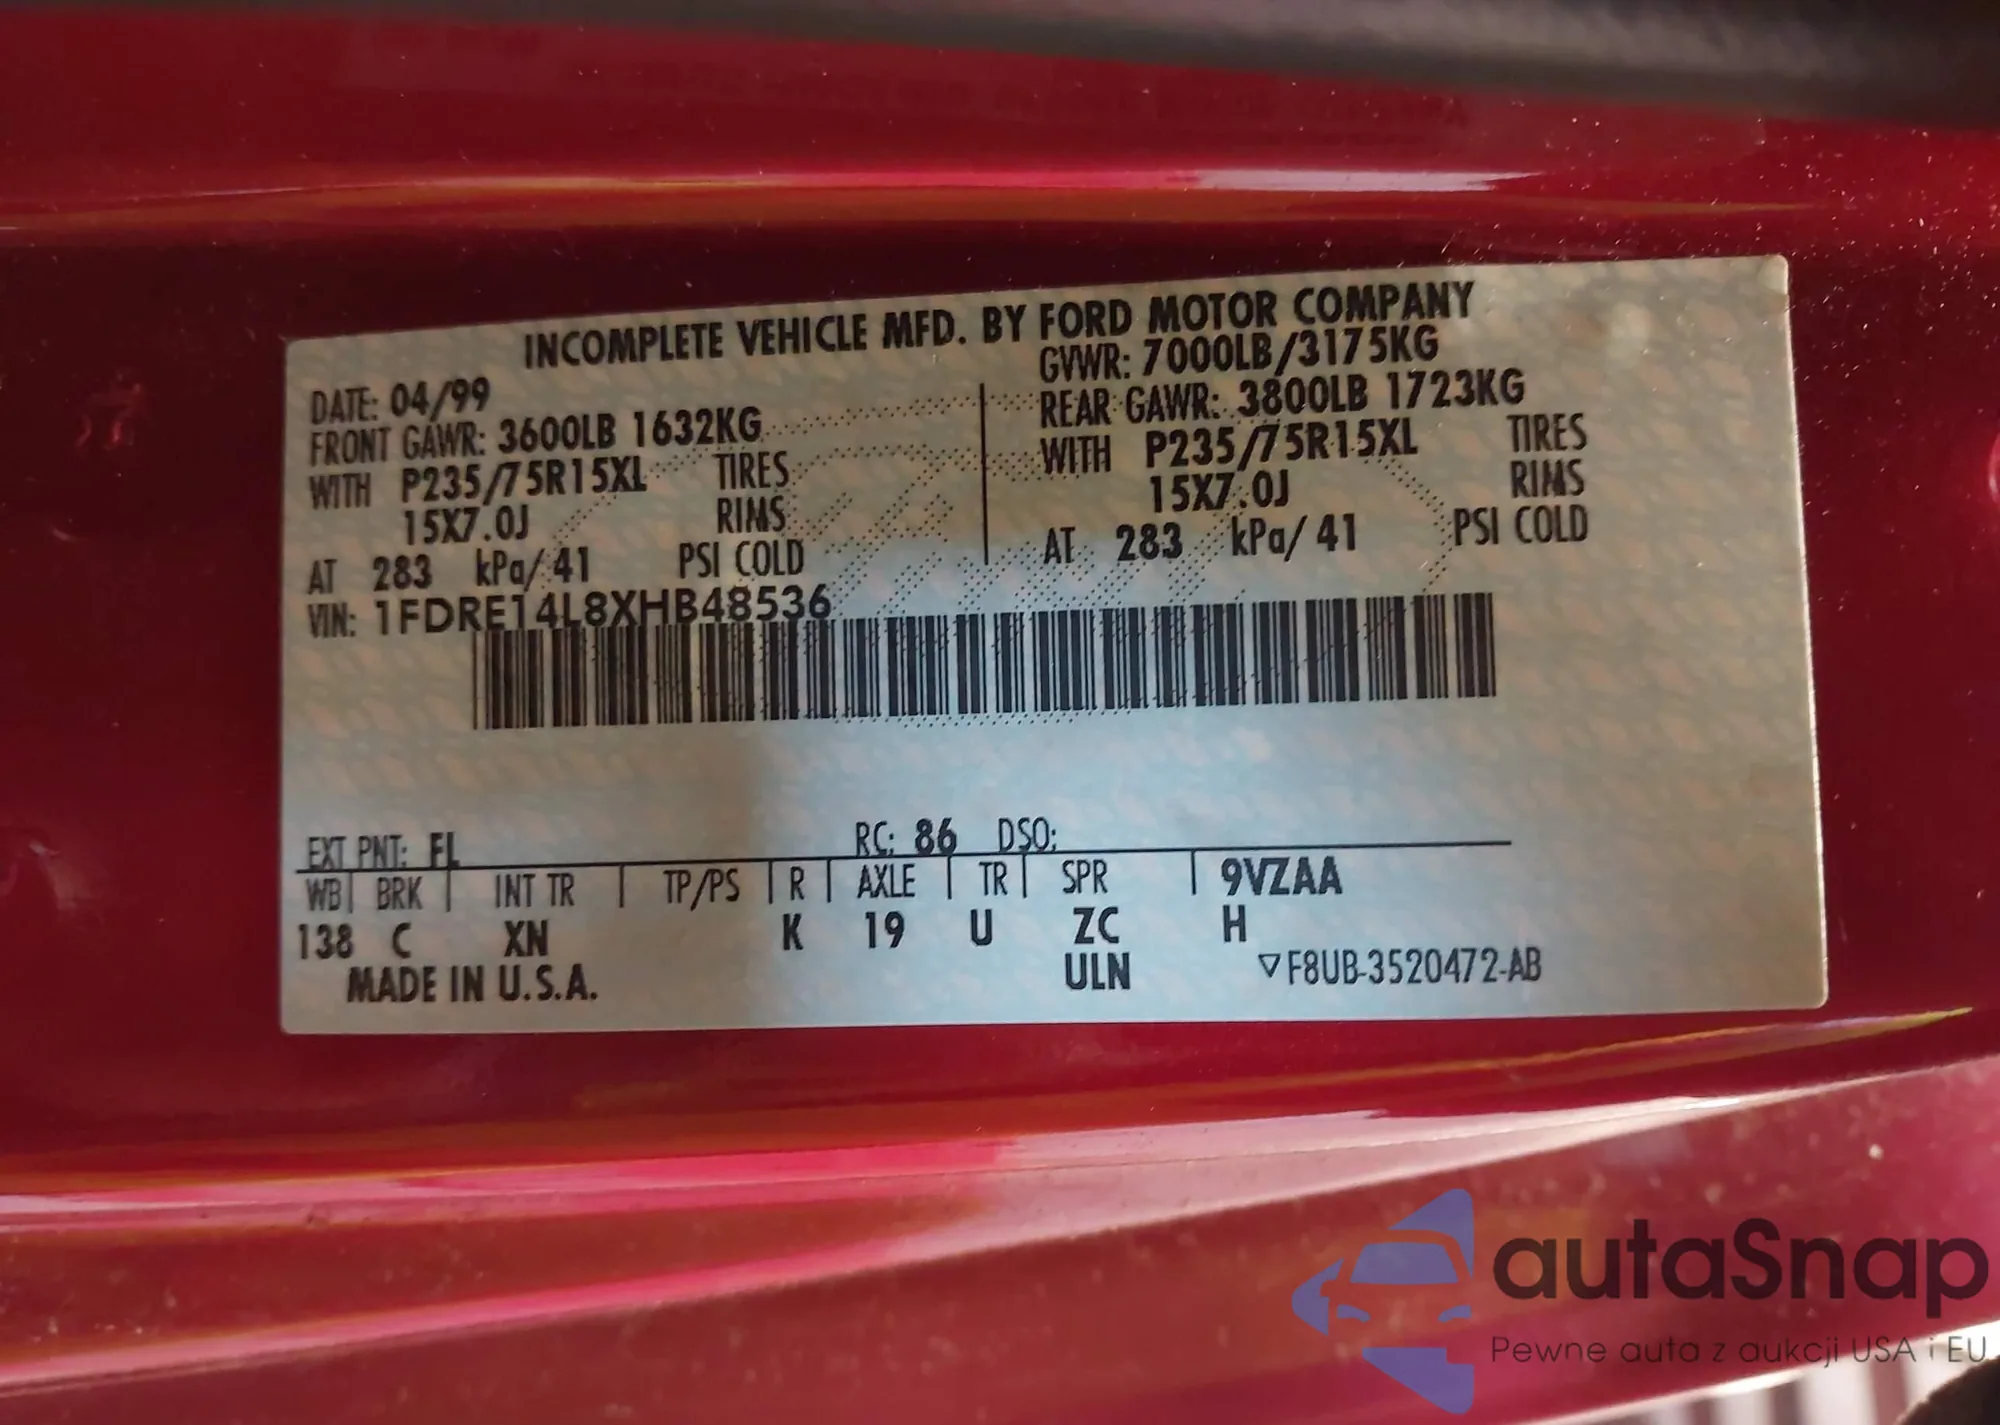 INCOMPLETE VEHICLE MFD. BY FORD MOTOR COMPANY
DATE: 04/99
GVWR: 7000LB/3175KG
FRONT GAWR: 3600LB 1632KG
REAR GAWR: 3800LB 1723KG
WITH P235/75R15XL TIRES
WITH P235/75R15XL TIRES
15X7.0J RIMS
15X7.0J RIMS
AT 283 kPa/ 41 PSI COLD
AT 283 kPa/ 41 PSI COLD
VIN: 1FDRE14L8XHB48536
EXT PNT: FL RC: 86 DSO:
WB BRK INT TR TP/PS R AXLE TR SPR 9VZAA
138 C XN K 19 U ZC H
MADE IN U.S.A. ULN ▽F8UB-3520472-AB
autaSnap
Pewne auta z aukcji USA i EU